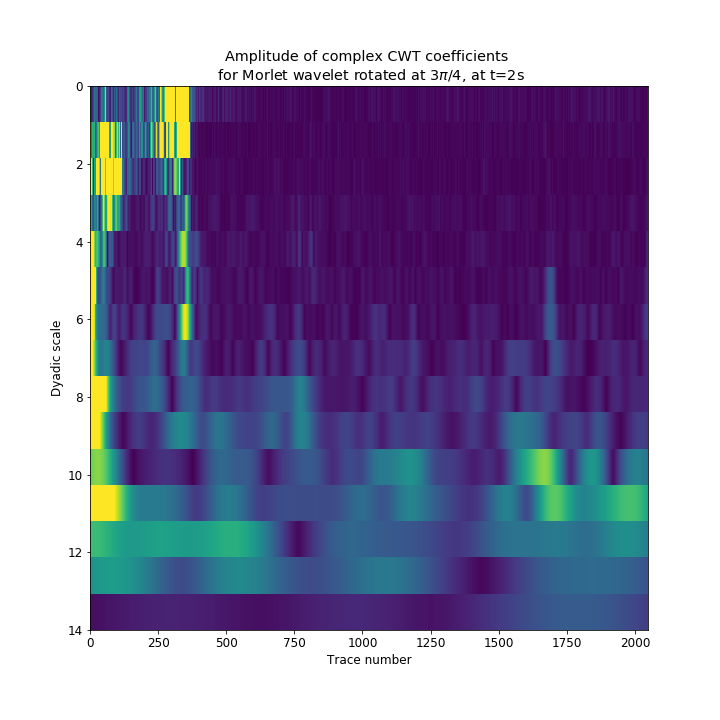 Amplitude of complex CWT coefficients
for Morlet wavelet rotated at 3π/4, at t=2s
0
2
4
6
8
10
12
14
Dyadic scale
0 250 500 750 1000 1250 1500 1750 2000
Trace number